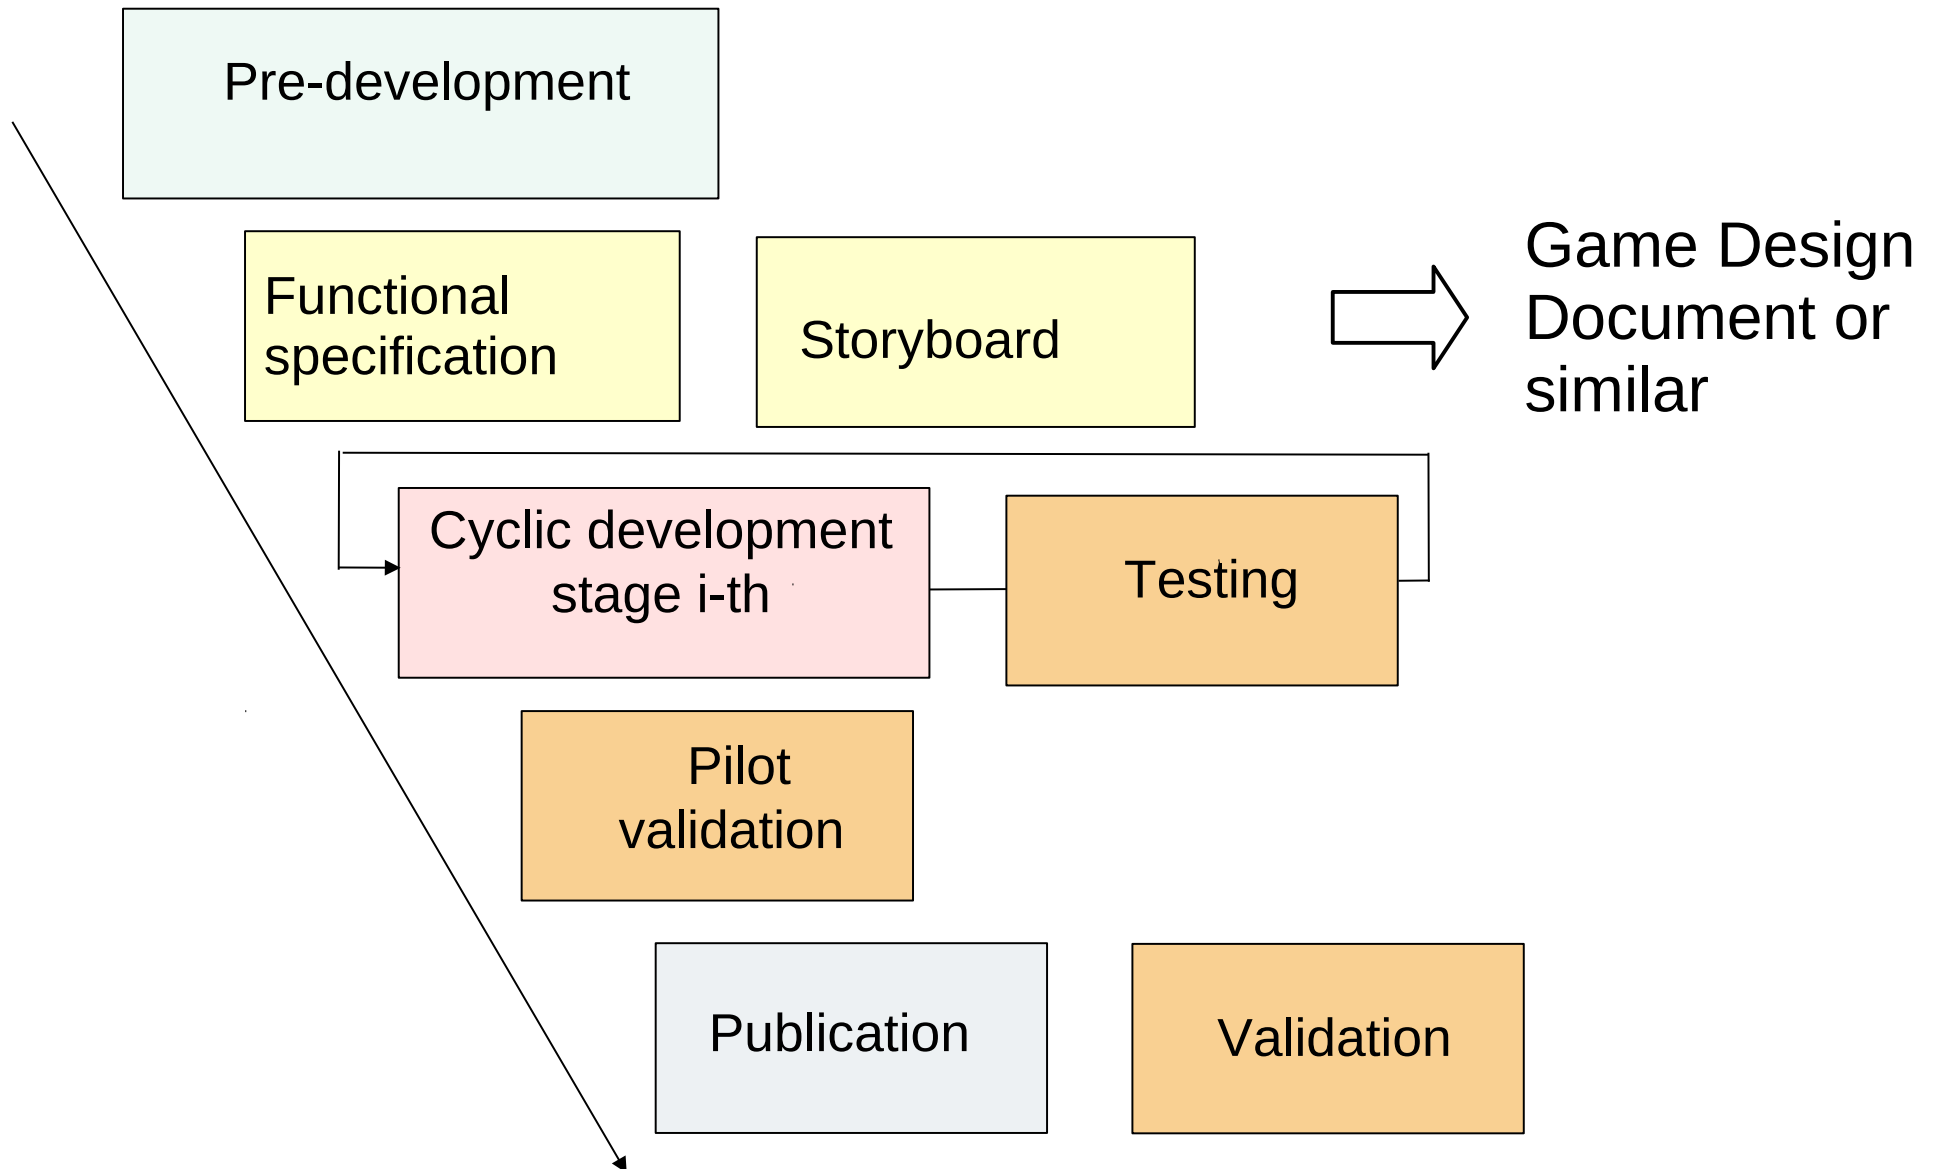 Pre-development
Functional
specification
Storyboard
Game Design
Document or
similar
Cyclic development
stage i-th
Testing
Pilot
validation
Publication
Validation